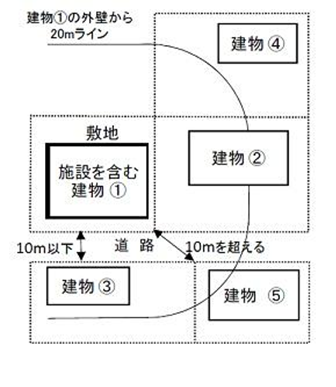 建物①の外壁から
20mライン
建物④
敷地
施設を含む
建物①
建物②
10m以下
道路
10mを超える
建物③
建物⑤